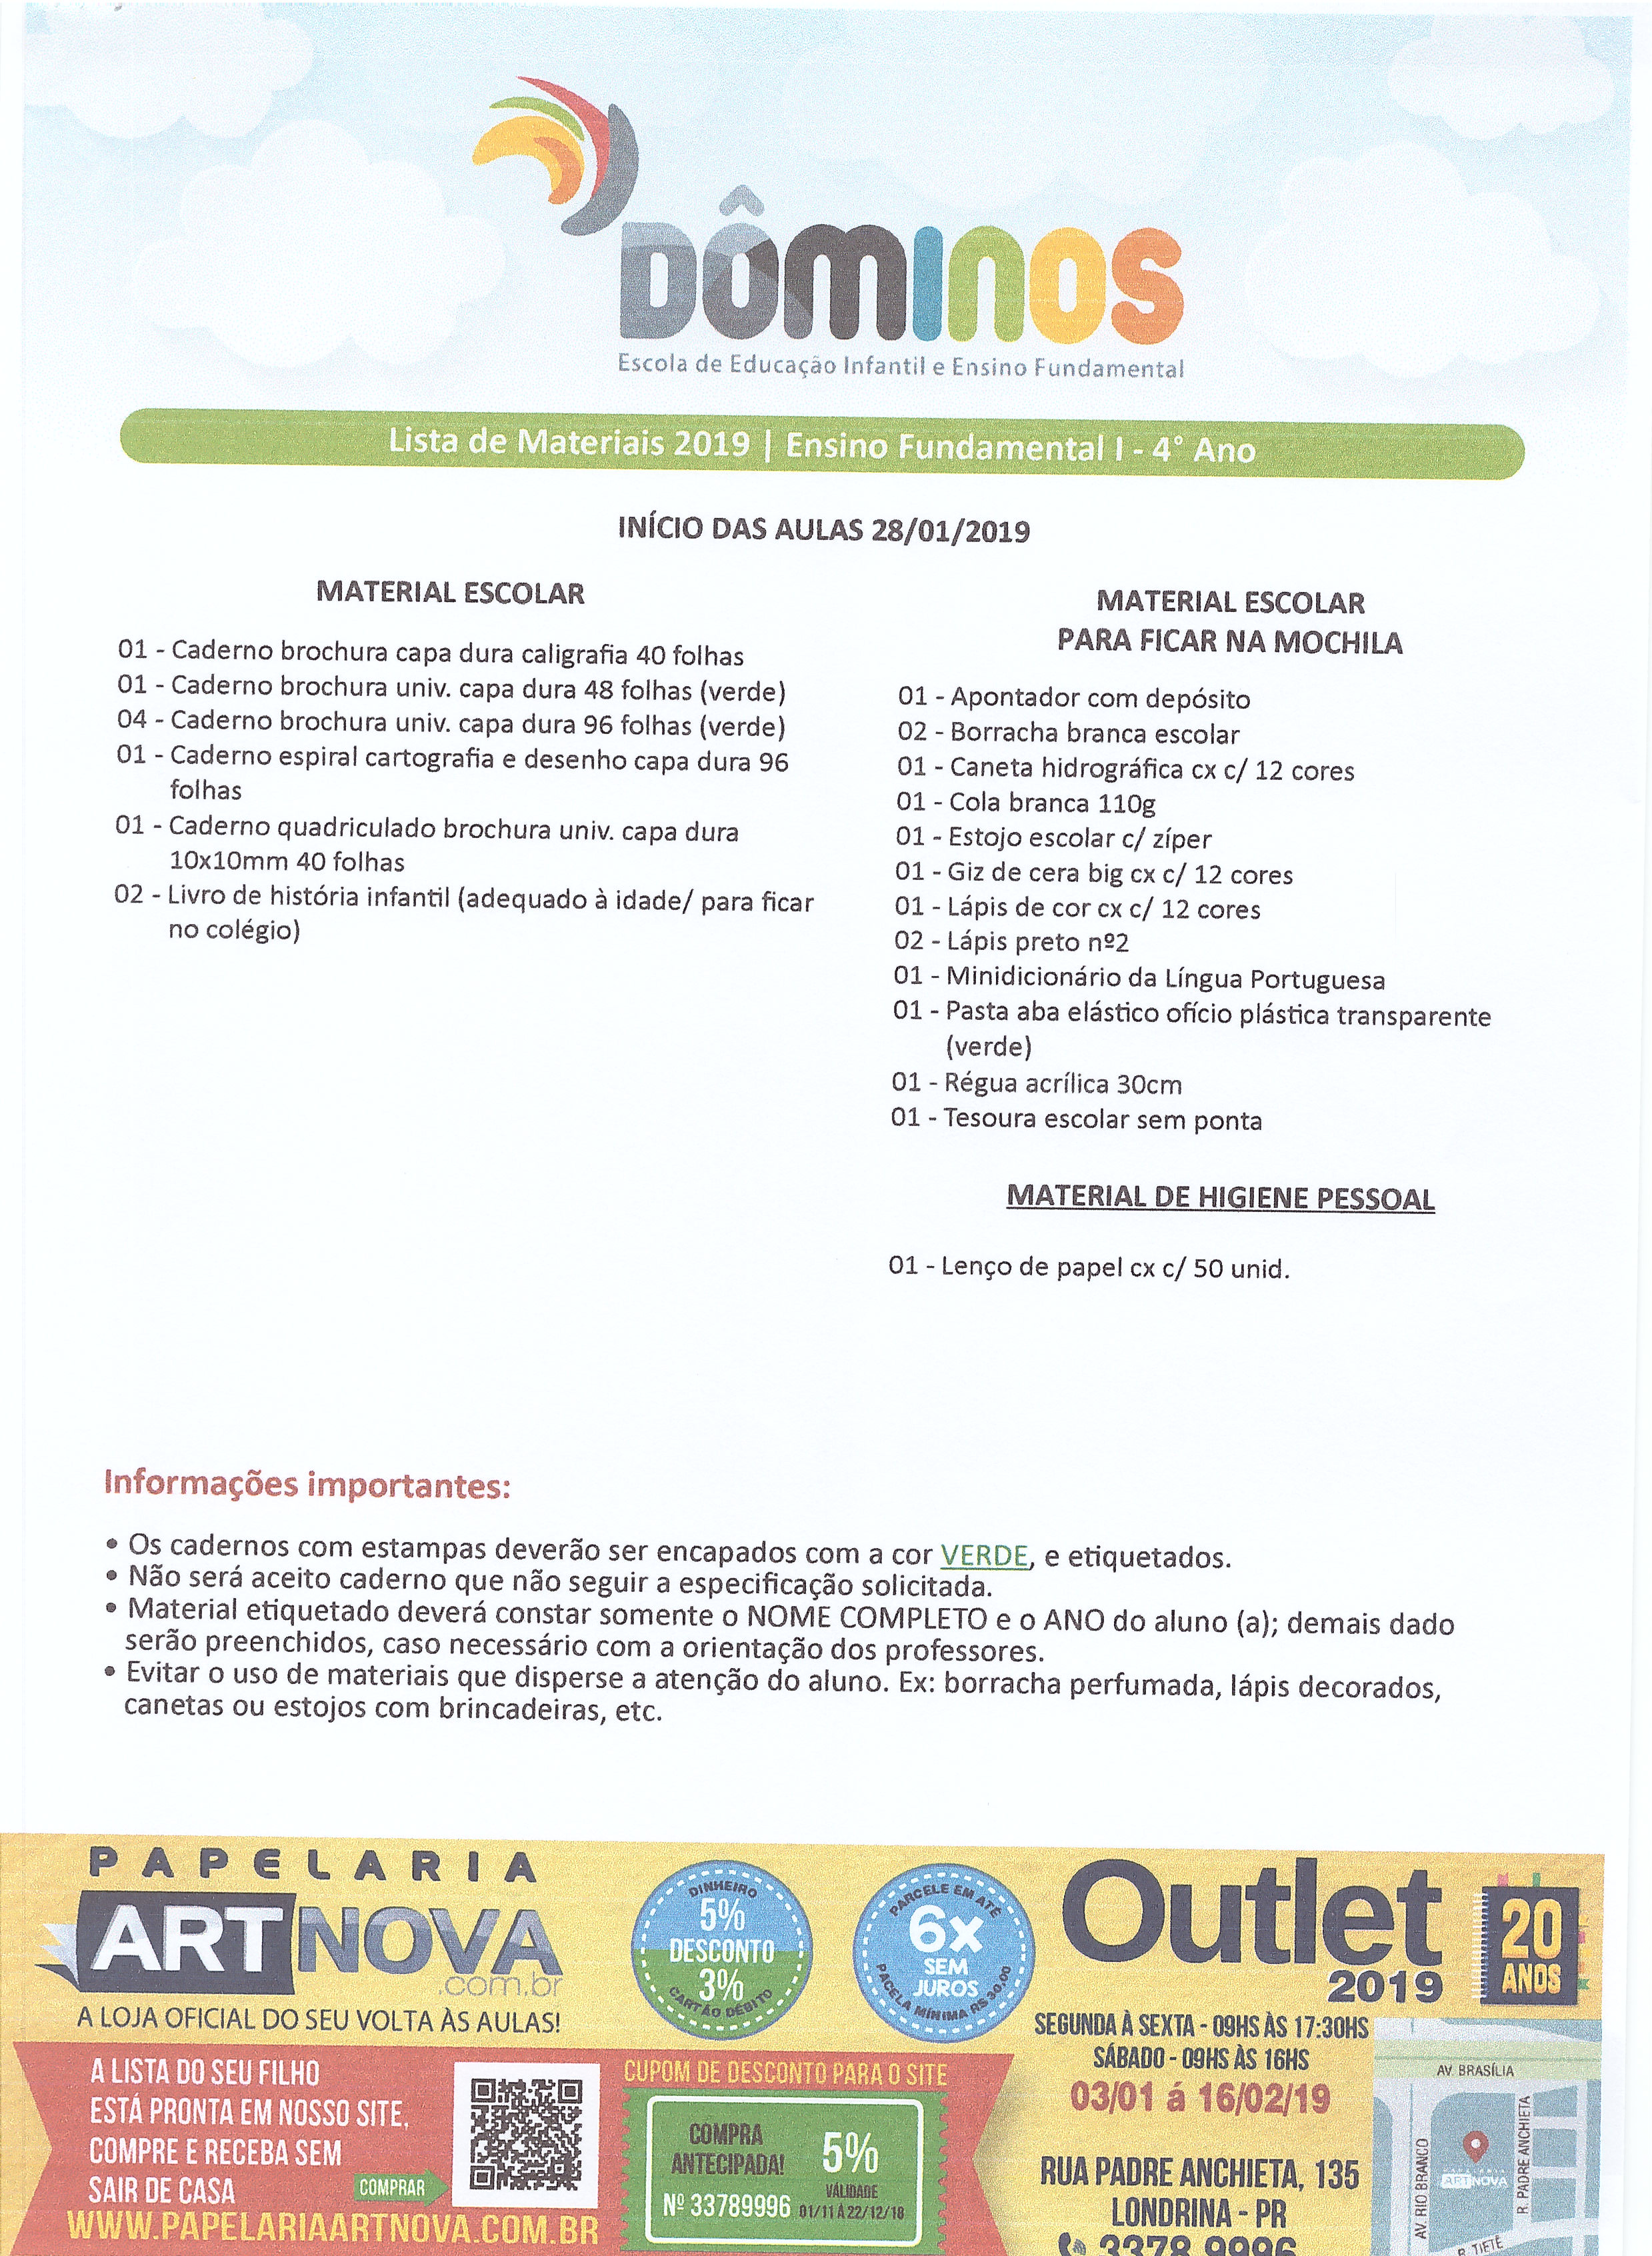 DÔMINOS
Escola de Educação Infantil e Ensino Fundamental
Lista de Materiais 2019 | Ensino Fundamental I - 4° Ano
INÍCIO DAS AULAS 28/01/2019
MATERIAL ESCOLAR
01 - Caderno brochura capa dura caligrafia 40 folhas
01 - Caderno brochura univ. capa dura 48 folhas (verde)
04 - Caderno brochura univ. capa dura 96 folhas (verde)
01 - Caderno espiral cartografia e desenho capa dura 96
folhas
01 - Caderno quadriculado brochura univ. capa dura
10x10mm 40 folhas
02 - Livro de história infantil (adequado à idade/ para ficar
no colégio)
MATERIAL ESCOLAR
PARA FICAR NA MOCHILA
01 - Apontador com depósito
02 - Borracha branca escolar
01 - Caneta hidrográfica cx c/ 12 cores
01 - Cola branca 110g
01 - Estojo escolar c/ zíper
01 - Giz de cera big cx c/ 12 cores
01 - Lápis de cor cx c/ 12 cores
02 - Lápis preto nº2
01 - Minidicionário da Língua Portuguesa
01 - Pasta aba elástico ofício plástica transparente
(verde)
01 - Régua acrílica 30cm
01 - Tesoura escolar sem ponta
MATERIAL DE HIGIENE PESSOAL
01 - Lenço de papel cx c/ 50 unid.
Informações importantes:
• Os cadernos com estampas deverão ser encapados com a cor VERDE, e etiquetados.
• Não será aceito caderno que não seguir a especificação solicitada.
• Material etiquetado deverá constar somente o NOME COMPLETO e o ANO do aluno (a); demais dado
serão preenchidos, caso necessário com a orientação dos professores.
• Evitar o uso de materiais que disperse a atenção do aluno. Ex: borracha perfumada, lápis decorados,
canetas ou estojos com brincadeiras, etc.
PAPELARIA
ARTNOVA
.com.br
A LOJA OFICIAL DO SEU VOLTA ÀS AULAS!
DINHEIRO
5%
DESCONTO
3%
CARTÃO DÉBITO
PARCELE EM ATÉ
6x
SEM
JUROS
PACELA MÍNIMA R$ 30,00
Outlet
2019
20
ANOS
SEGUNDA À SEXTA - 09HS ÀS 17:30HS
SÁBADO - 09HS ÀS 16HS
03/01 á 16/02/19
RUA PADRE ANCHIETA, 135
LONDRINA - PR
3378 9996
A LISTA DO SEU FILHO
ESTÁ PRONTA EM NOSSO SITE,
COMPRE E RECEBA SEM
SAIR DE CASA
COMPRAR
WWW.PAPELARIAARTNOVA.COM.BR
CUPOM DE DESCONTO PARA O SITE
COMPRA
ANTECIPADA!
5%
Nº 33789996
VÁLIDADE
01/11 À 22/12/18
AV. BRASÍLIA
AV. RIO BRANCO
R. PADRE ANCHIETA
PAPELARIA
ARTNOVA
R. TIETÊ